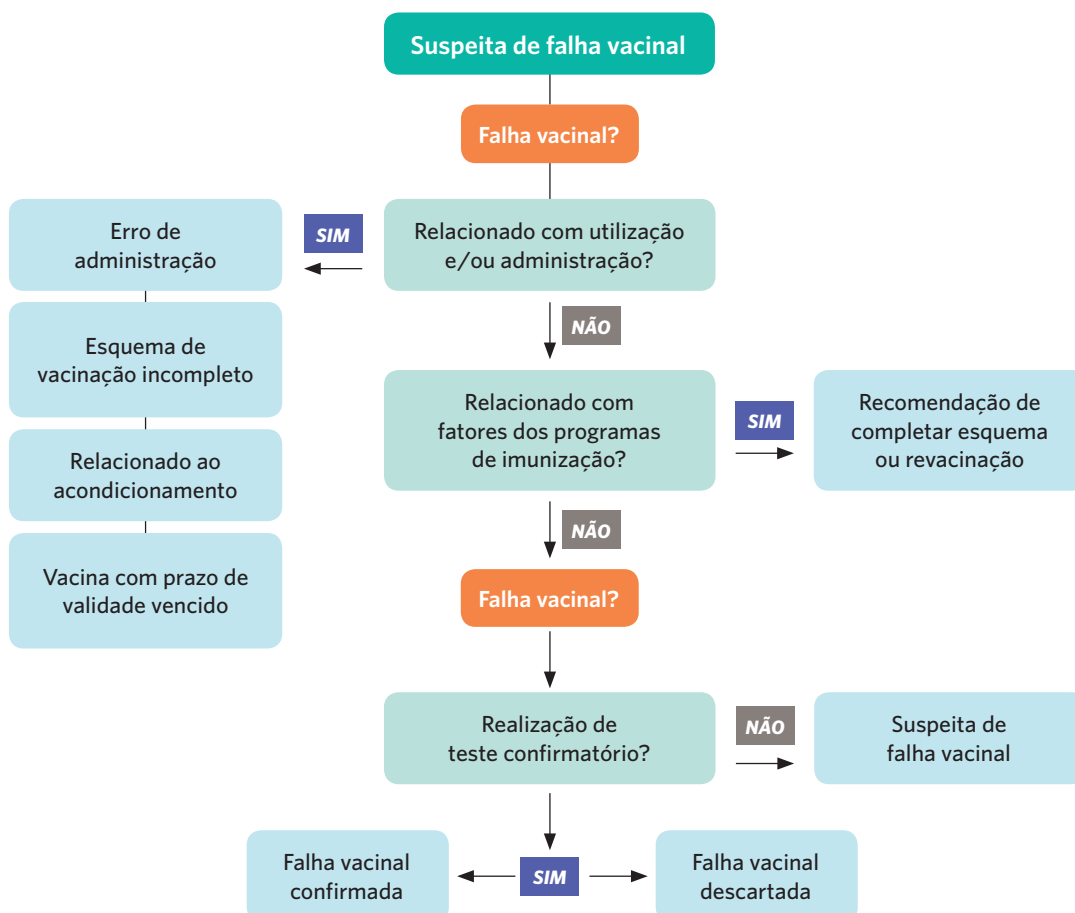 Suspeita de falha vacinal
Falha vacinal?
Relacionado com utilização
e/ou administração?
SIM
Erro de
administração
Esquema de
vacinação incompleto
Relacionado ao
acondicionamento
Vacina com prazo de
validade vencido
NÃO
Relacionado com
fatores dos programas
de imunização?
SIM
Recomendação de
completar esquema
ou revacinação
NÃO
Falha vacinal?
Realização de
teste confirmatório?
NÃO
Suspeita de
falha vacinal
Falha vacinal
confirmada
SIM
Falha vacinal
descartada